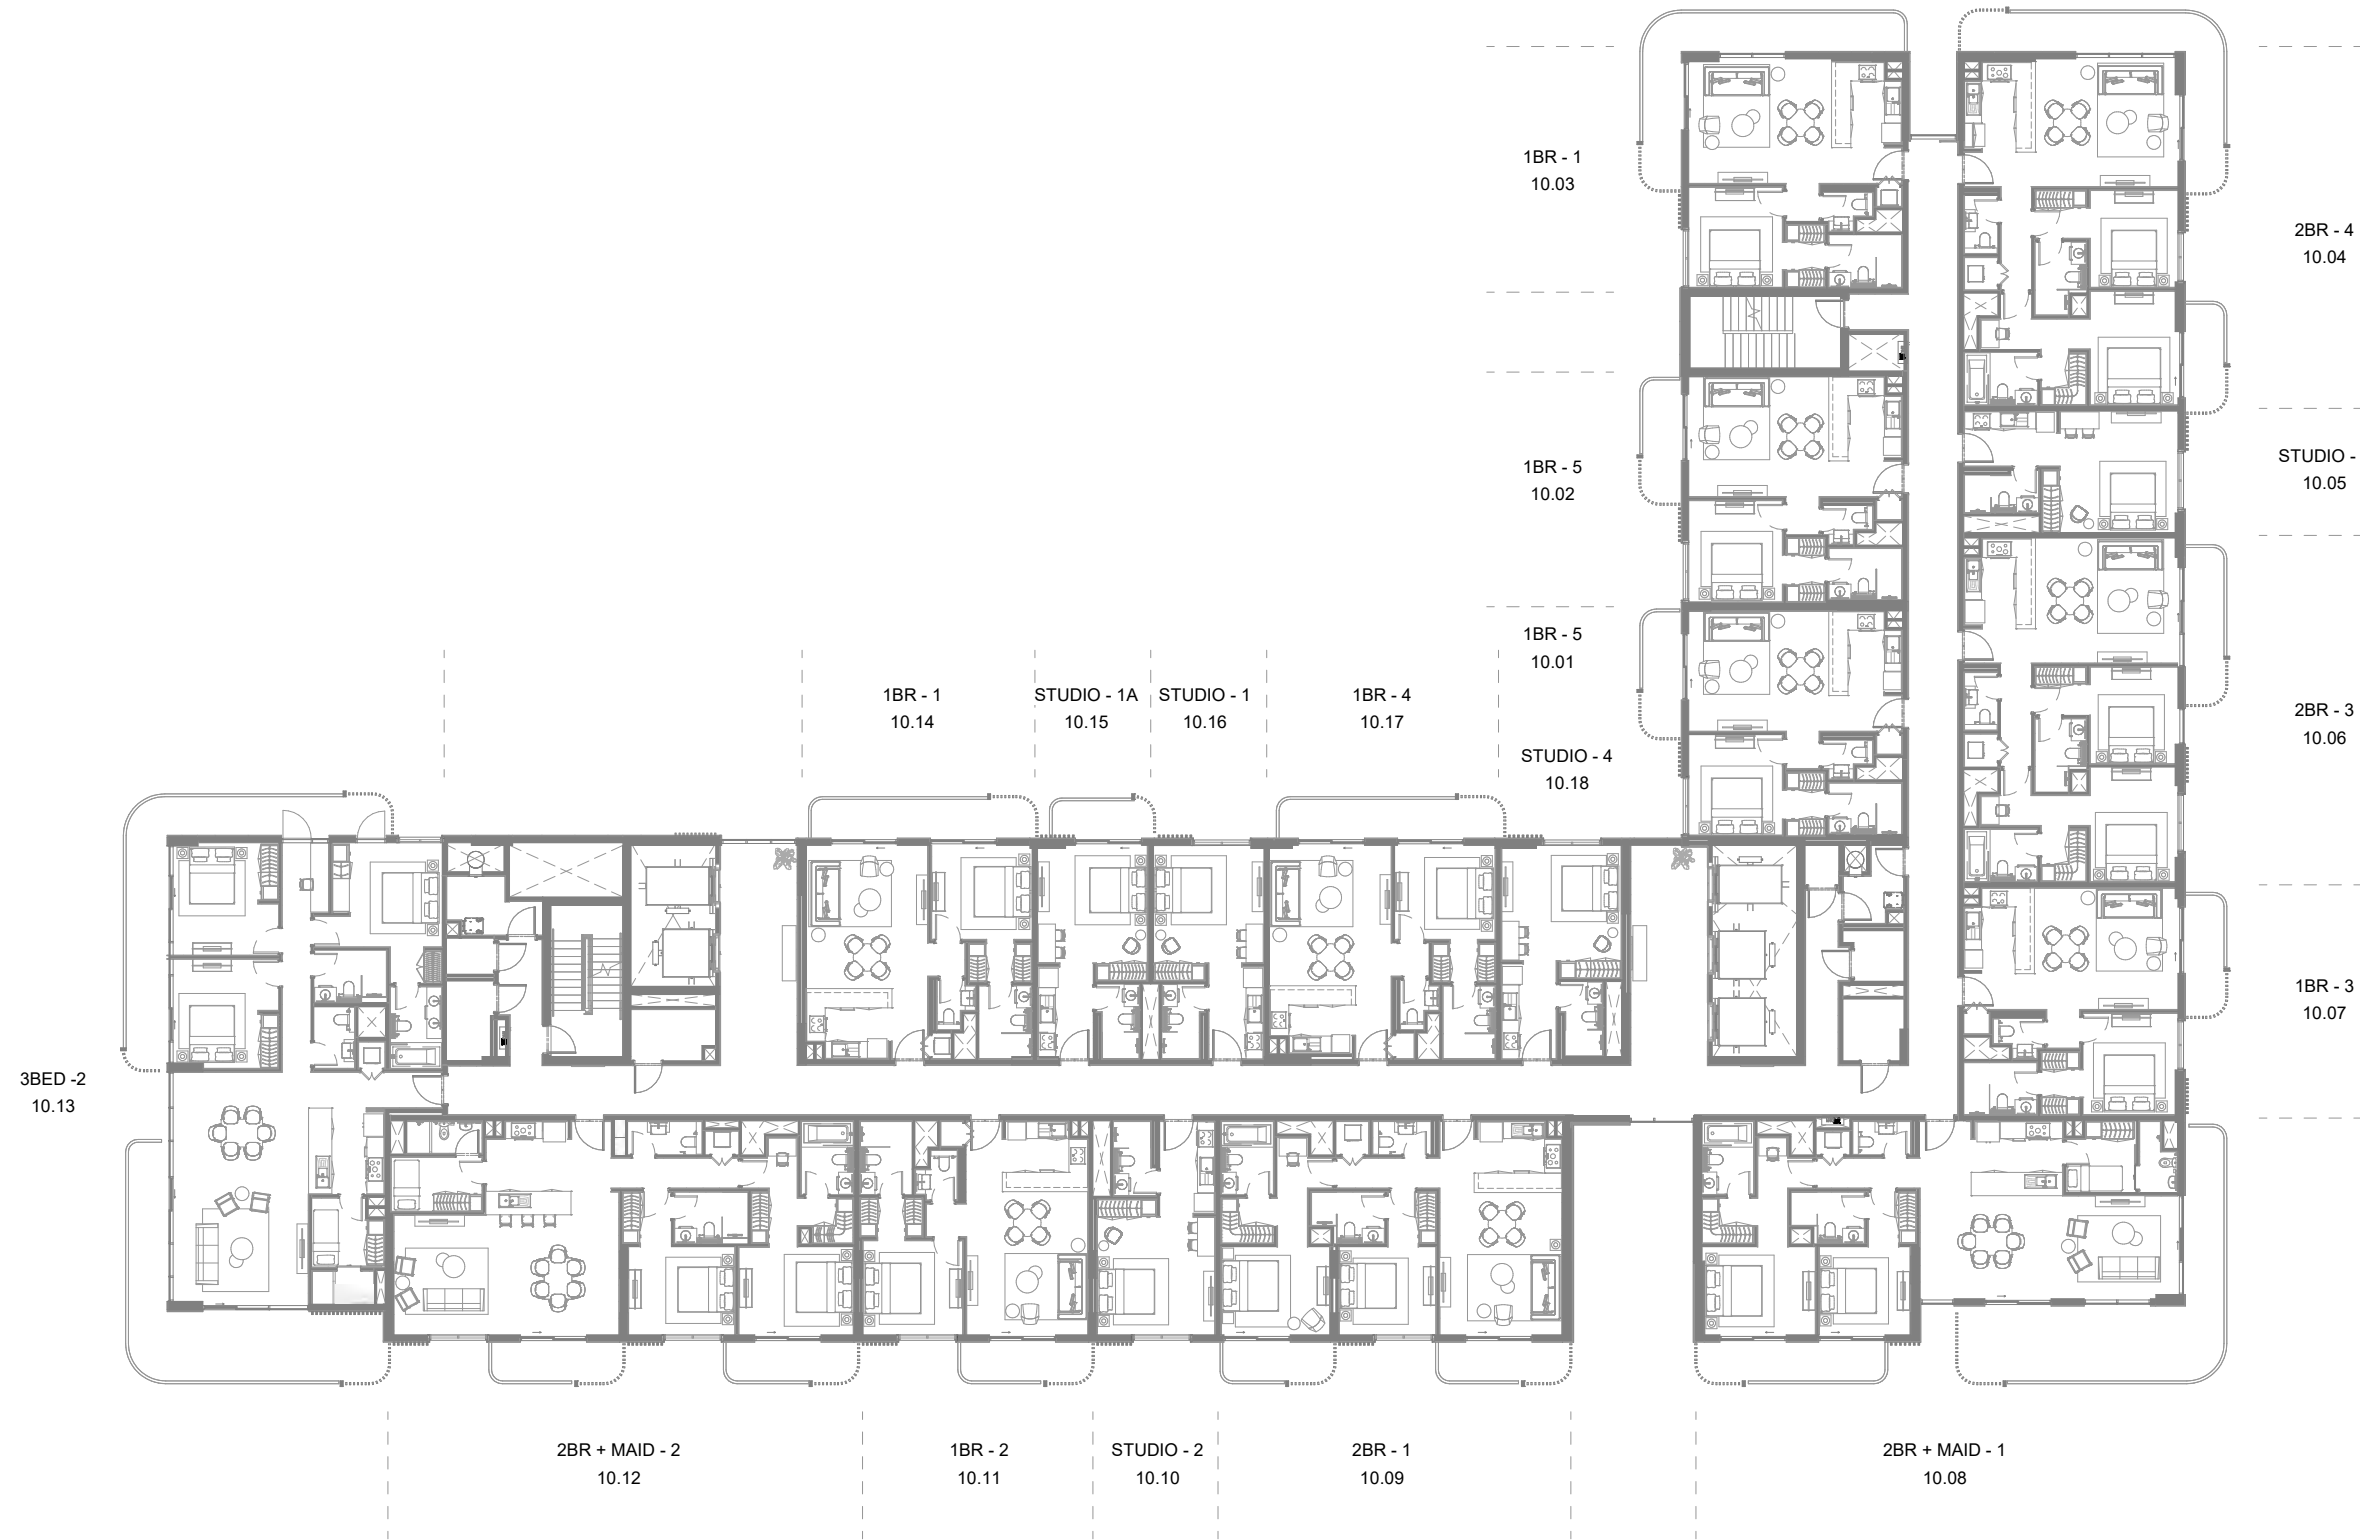 1BR - 1
10.03
2BR - 4
10.04
1BR - 5
10.02
STUDIO -
10.05
1BR - 5
10.01
1BR - 1
10.14
STUDIO - 1A
10.15
STUDIO - 1
10.16
1BR - 4
10.17
STUDIO - 4
10.18
2BR - 3
10.06
1BR - 3
10.07
3BED -2
10.13
2BR + MAID - 2
10.12
1BR - 2
10.11
STUDIO - 2
10.10
2BR - 1
10.09
2BR + MAID - 1
10.08